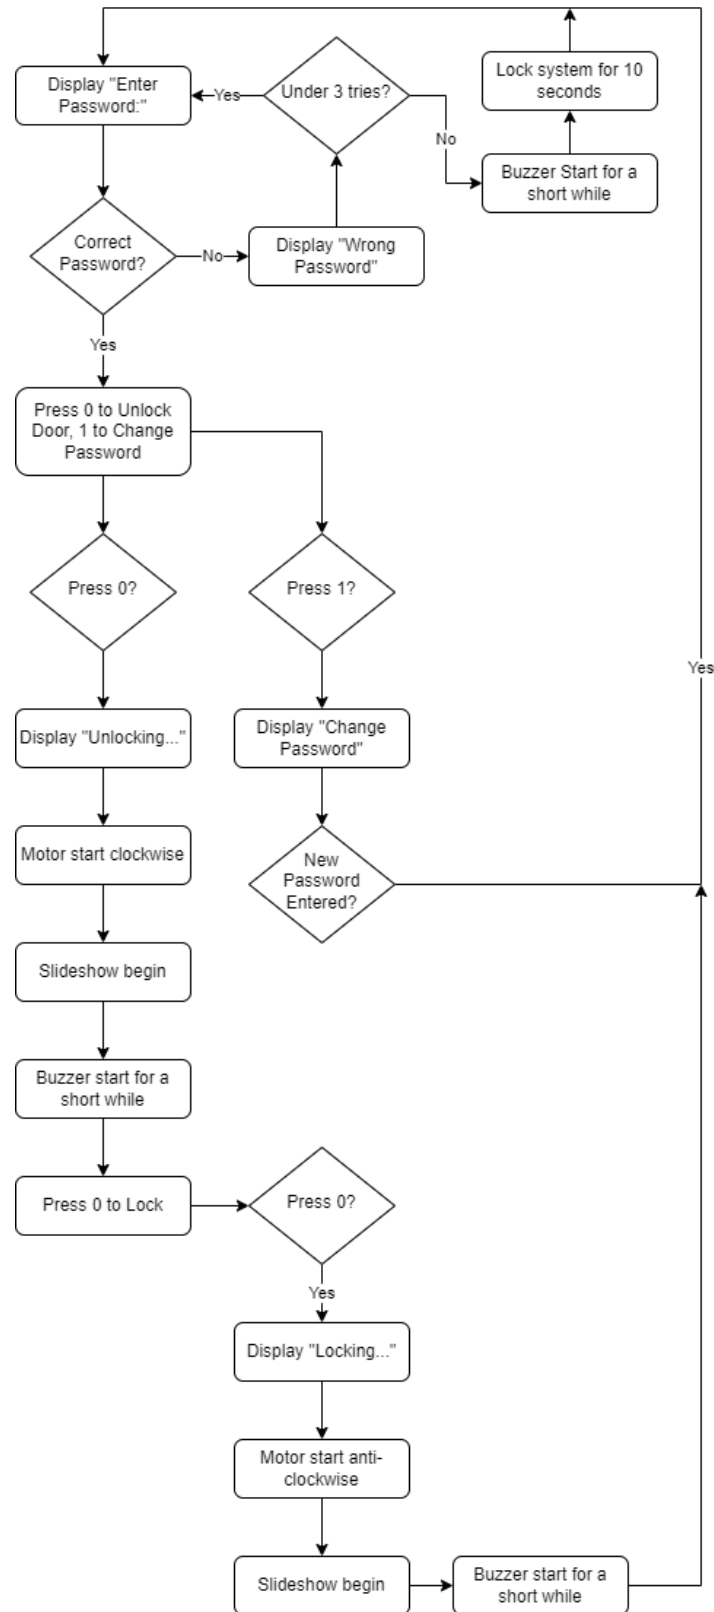 Display "Enter
Password:"
Yes
Under 3 tries?
Lock system for 10
seconds
No
Buzzer Start for a
short while
Correct
Password?
No
Display "Wrong
Password"
Yes
Press 0 to Unlock
Door, 1 to Change
Password
Press 0?
Press 1?
Yes
Display "Unlocking..."
Display "Change
Password"
Motor start clockwise
New
Password
Entered?
Slideshow begin
Buzzer start for a
short while
Press 0 to Lock
Press 0?
Yes
Display "Locking..."
Motor start anti-
clockwise
Slideshow begin
Buzzer start for a
short while